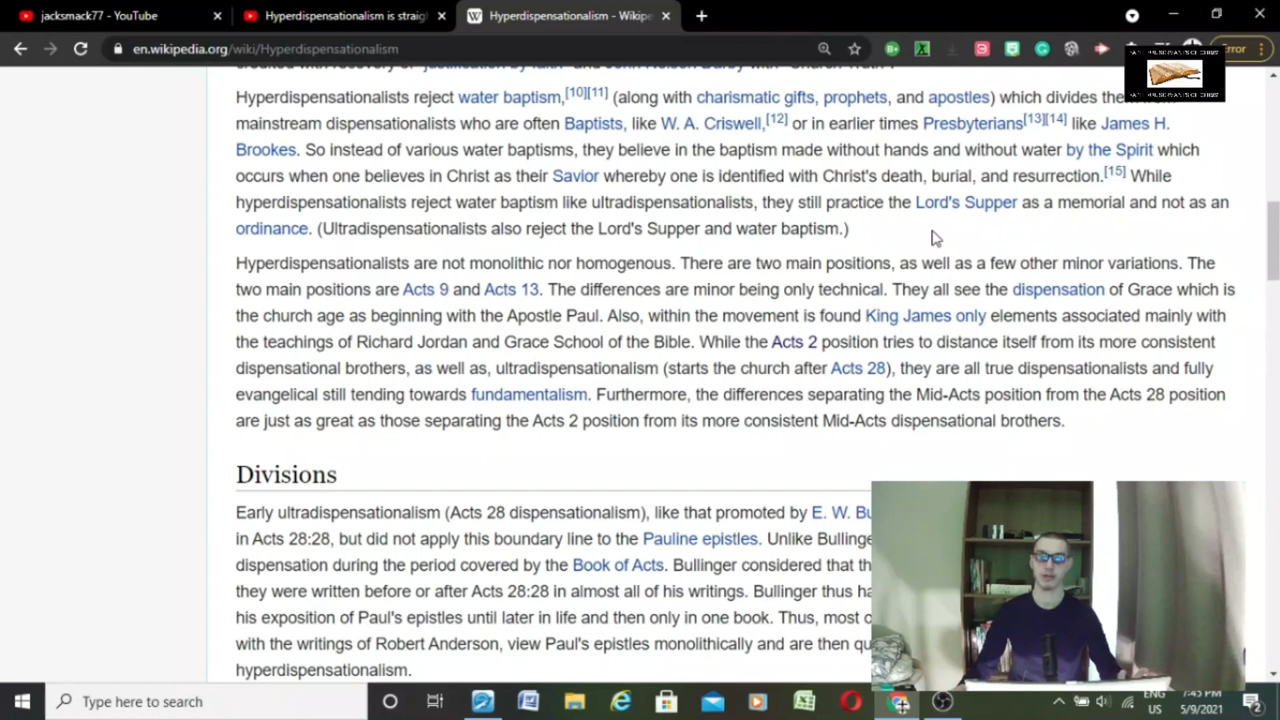 jacksmack77 - YouTube
Hyperdispensationalism is straig
Hyperdispensationalism - Wikipe
en.wikipedia.org/wiki/Hyperdispensationalism
Error
Hyperdispensationalists reject water baptism,[10][11] (along with charismatic gifts, prophets, and apostles) which divides
mainstream dispensationalists who are often Baptists, like W. A. Criswell,[12] or in earlier times Presbyterians[13][14] like James H.
Brookes. So instead of various water baptisms, they believe in the baptism made without hands and without water by the Spirit which
occurs when one believes in Christ as their Savior whereby one is identified with Christ's death, burial, and resurrection.[15] While
hyperdispensationalists reject water baptism like ultradispensationalists, they still practice the Lord's Supper as a memorial and not as an
ordinance. (Ultradispensationalists also reject the Lord's Supper and water baptism.)
Hyperdispensationalists are not monolithic nor homogenous. There are two main positions, as well as a few other minor variations. The
two main positions are Acts 9 and Acts 13. The differences are minor being only technical. They all see the dispensation of Grace which is
the church age as beginning with the Apostle Paul. Also, within the movement is found King James only elements associated mainly with
the teachings of Richard Jordan and Grace School of the Bible. While the Acts 2 position tries to distance itself from its more consistent
dispensational brothers, as well as, ultradispensationalism (starts the church after Acts 28), they are all true dispensationalists and fully
evangelical still tending towards fundamentalism. Furthermore, the differences separating the Mid-Acts position from the Acts 28 position
are just as great as those separating the Acts 2 position from its more consistent Mid-Acts dispensational brothers.
Divisions
Early ultradispensationalism (Acts 28 dispensationalism), like that promoted by E. W. Bu
in Acts 28:28, but did not apply this boundary line to the Pauline epistles. Unlike Bullinge
dispensation during the period covered by the Book of Acts. Bullinger considered that th
they were written before or after Acts 28:28 in almost all of his writings. Bullinger thus ha
his exposition of Paul's epistles until later in life and then only in one book. Thus, most o
with the writings of Robert Anderson, view Paul's epistles monolithically and are then qu
hyperdispensationalism.
Type here to search
ENG
US
7:45 PM
5/9/2021
2